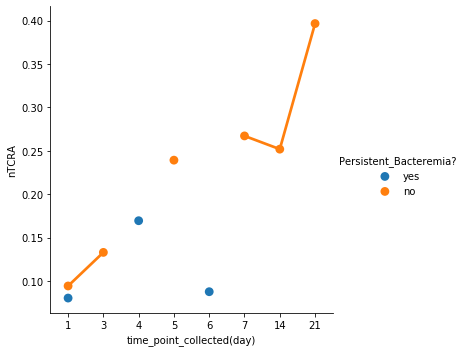 0.40
0.35
0.30
0.25
0.20
0.15
0.10
nTCRA
1 3 4 5 6 7 14 21
time_point_collected(day)
Persistent_Bacteremia?
yes
no